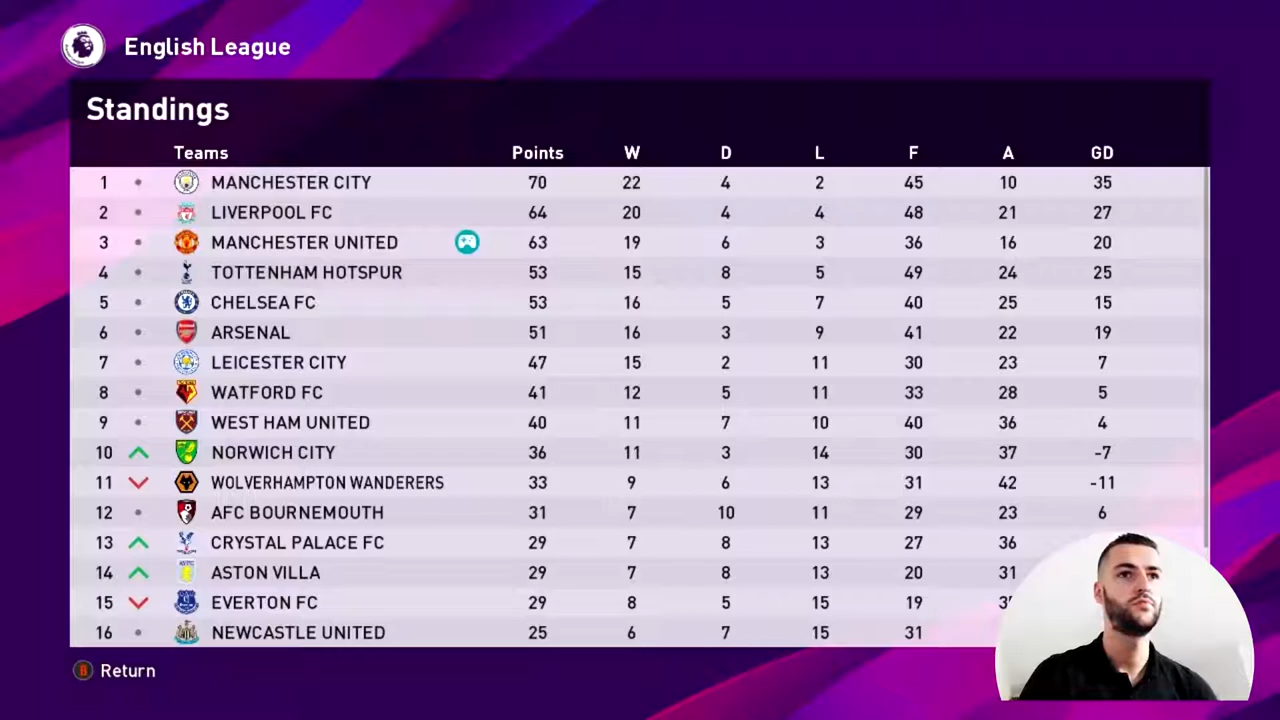 English League
Standings
Teams Points W D L F A GD
1 MANCHESTER CITY 70 22 4 2 45 10 35
2 LIVERPOOL FC 64 20 4 4 48 21 27
3 MANCHESTER UNITED 63 19 6 3 36 16 20
4 TOTTENHAM HOTSPUR 53 15 8 5 49 24 25
5 CHELSEA FC 53 16 5 7 40 25 15
6 ARSENAL 51 16 3 9 41 22 19
7 LEICESTER CITY 47 15 2 11 30 23 7
8 WATFORD FC 41 12 5 11 33 28 5
9 WEST HAM UNITED 40 11 7 10 40 36 4
10 NORWICH CITY 36 11 3 14 30 37 -7
11 WOLVERHAMPTON WANDERERS 33 9 6 13 31 42 -11
12 AFC BOURNEMOUTH 31 7 10 11 29 23 6
13 CRYSTAL PALACE FC 29 7 8 13 27 36
14 ASTON VILLA 29 7 8 13 20 31
15 EVERTON FC 29 8 5 15 19
16 NEWCASTLE UNITED 25 6 7 15 31
B Return